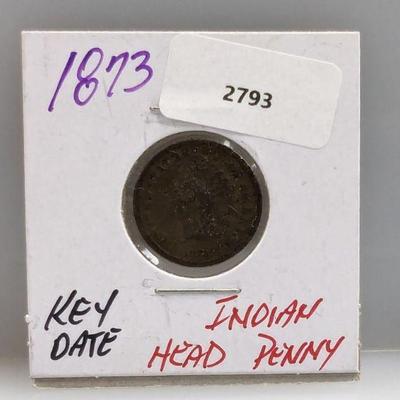 1873
2793
KEY DATE
INDIAN HEAD PENNY